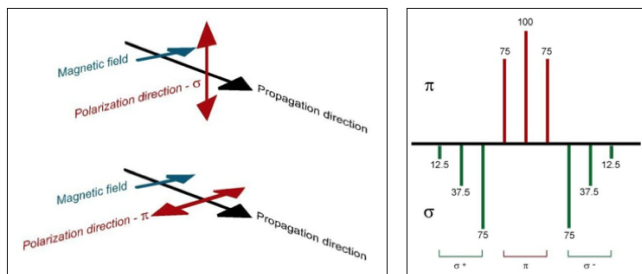 Magnetic field
Polarization direction - σ
Propagation direction
Magnetic field
Polarization direction - π
Propagation direction
100
75
75
π
12.5
12.5
37.5
37.5
σ
75
75
σ +
π
σ -